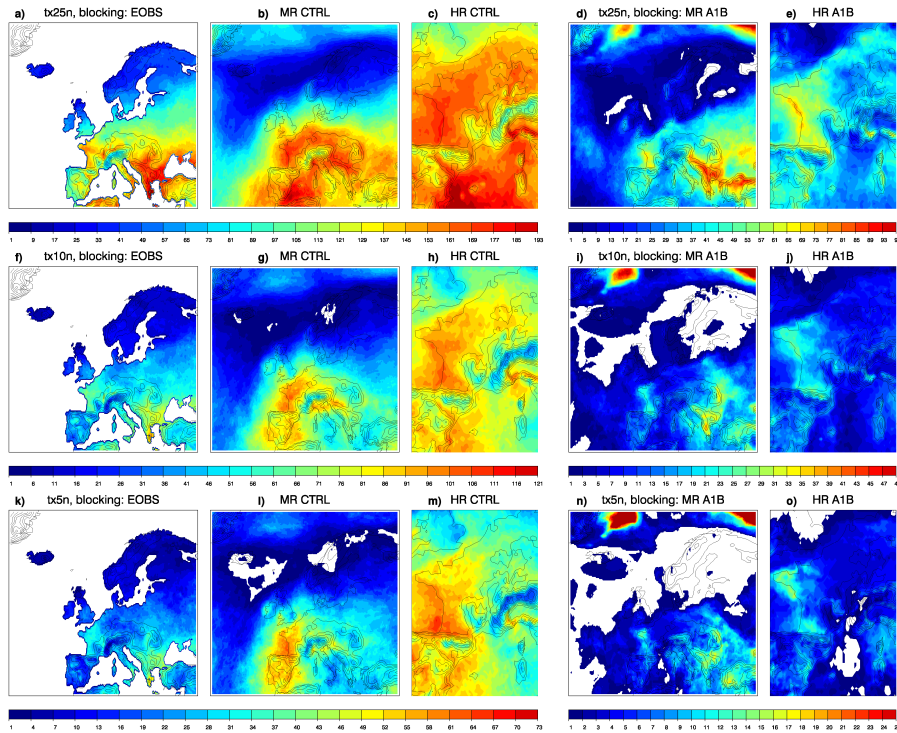 a) tx25n, blocking: EOBS b) MR CTRL c) HR CTRL d) tx25n, blocking: MR A1B e) HR A1B
1 9 17 25 33 41 49 57 65 73 81 89 97 105 113 121 129 137 145 153 161 169 177 185 193
1 5 9 13 17 21 25 29 33 37 41 45 49 53 57 61 65 69 73 77 81 85 89 93
f) tx10n, blocking: EOBS g) MR CTRL h) HR CTRL i) tx10n, blocking: MR A1B j) HR A1B
1 6 11 16 21 26 31 36 41 46 51 56 61 66 71 76 81 86 91 96 101 106 111 116 121
1 3 5 7 9 11 13 15 17 19 21 23 25 27 29 31 33 35 37 39 41 43 45 47
k) tx5n, blocking: EOBS l) MR CTRL m) HR CTRL n) tx5n, blocking: MR A1B o) HR A1B
1 4 7 10 13 16 19 22 25 28 31 34 37 40 43 46 49 52 55 58 61 64 67 70 73
1 2 3 4 5 6 7 8 9 10 11 12 13 14 15 16 17 18 19 20 21 22 23 24